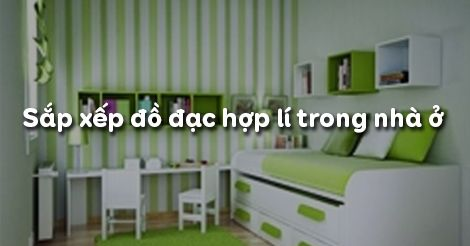 Sắp xếp đồ đạc hợp lí trong nhà ở